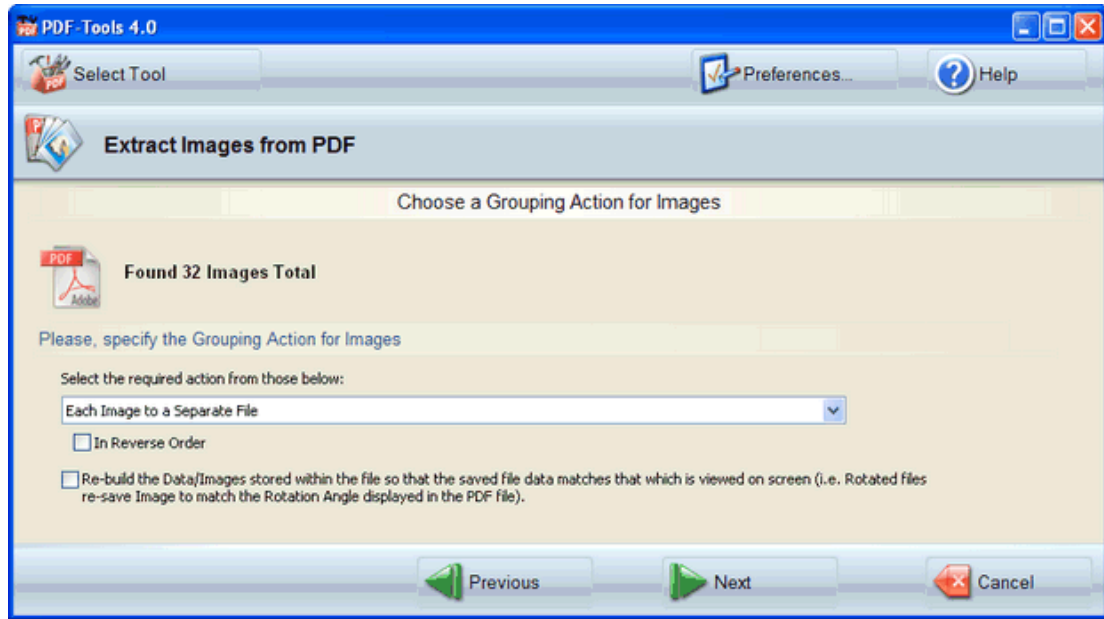 PDF-Tools 4.0
Select Tool
Preferences...
Help
Extract Images from PDF
Choose a Grouping Action for Images
PDF
Adobe
Found 32 Images Total
Please, specify the Grouping Action for Images
Select the required action from those below:
Each Image to a Separate File
In Reverse Order
Re-build the Data/Images stored within the file so that the saved file data matches that which is viewed on screen (i.e. Rotated files
re-save Image to match the Rotation Angle displayed in the PDF file).
Previous
Next
Cancel